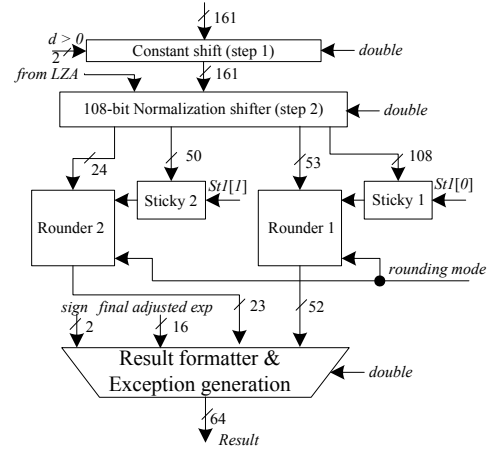 161
d > 0
2
Constant shift (step 1)
double
from LZA
161
108-bit Normalization shifter (step 2)
double
24
50
53
108
St1[1]
St1[0]
Rounder 2
Sticky 2
Rounder 1
Sticky 1
rounding mode
sign
final adjusted exp
23
52
2
16
Result formatter &
Exception generation
double
64
Result